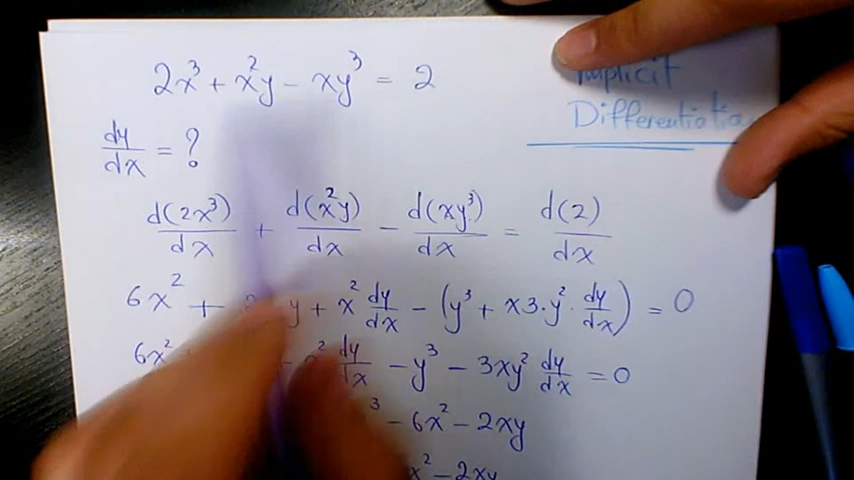 2x³ + x²y - xy³ = 2
Implicit
Differentiation
dy/dx = ?
d(2x³)/dx + d(x²y)/dx - d(xy³)/dx = d(2)/dx
6x² + y + x² dy/dx - (y³ + x3·y² · dy/dx) = 0
6x² dy/dx - y³ - 3xy² dy/dx = 0
³ - 6x² - 2xy
x² - 2xy